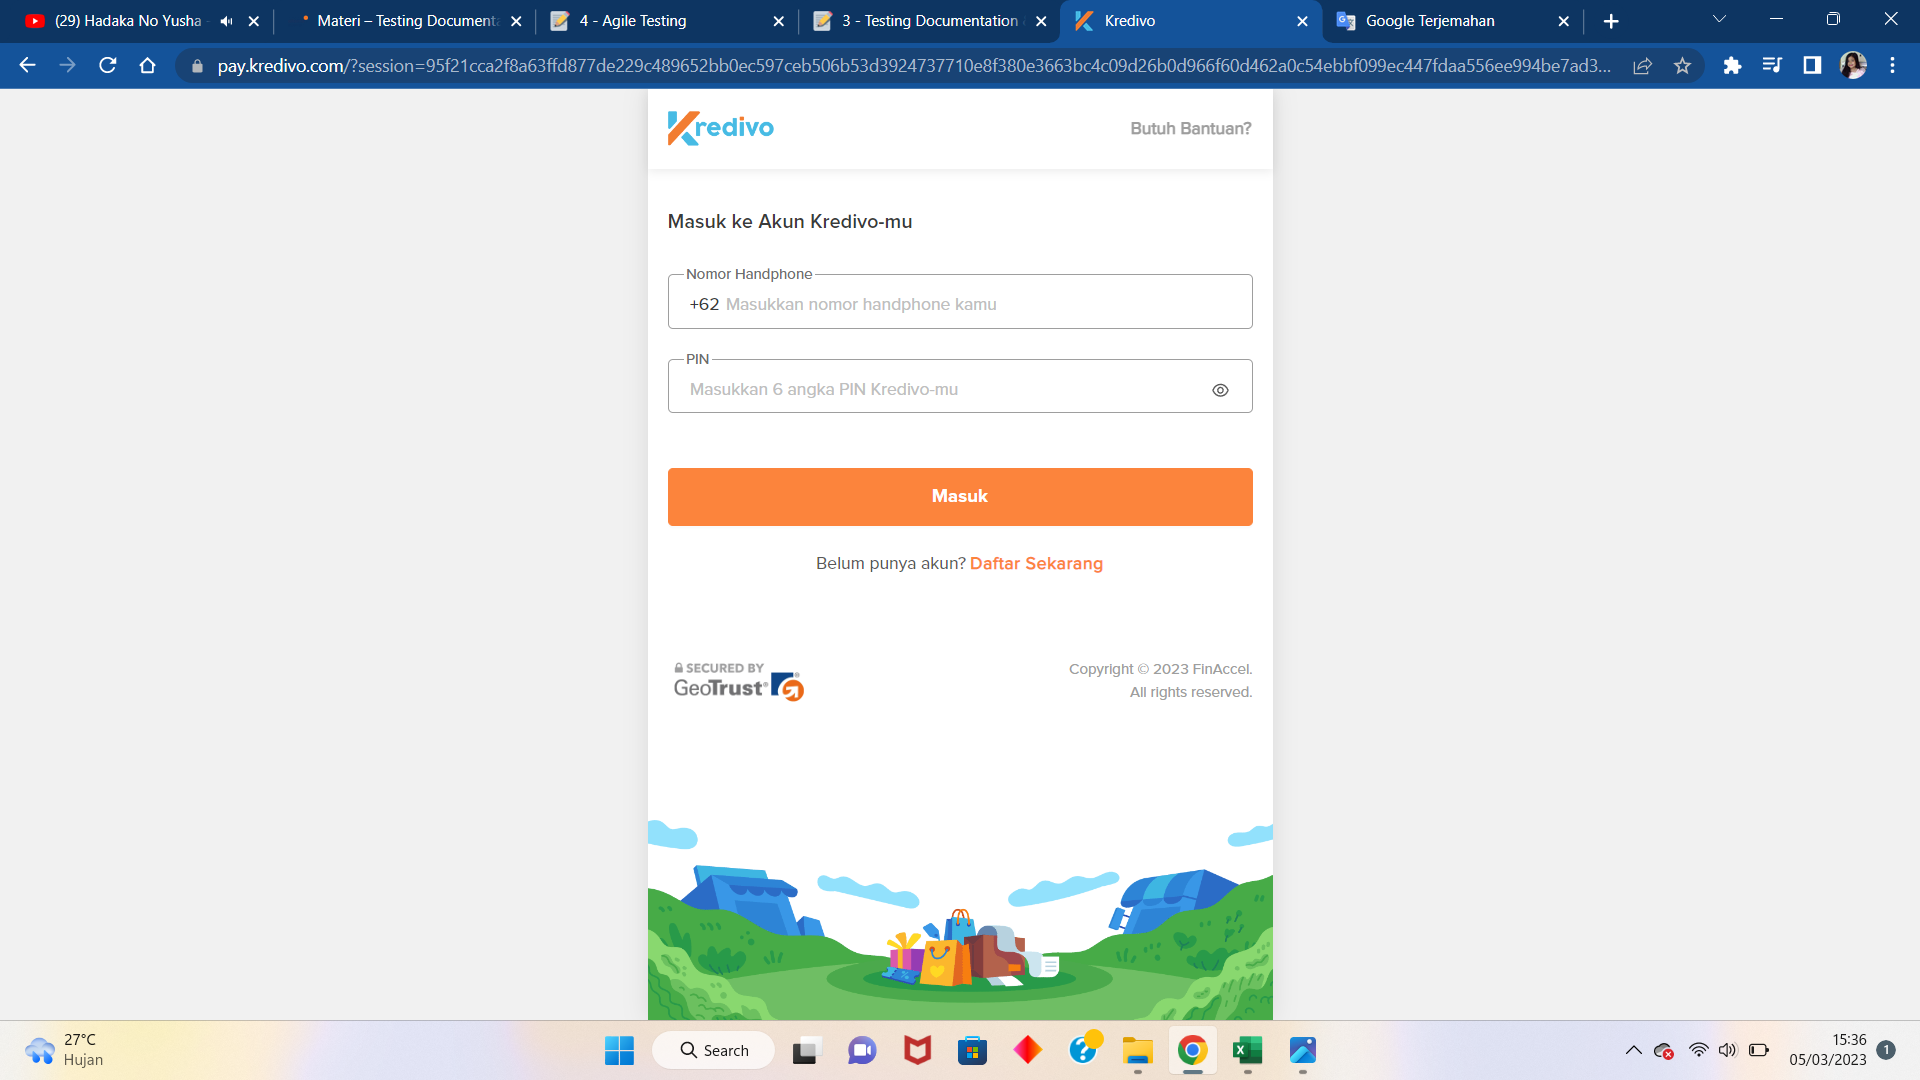 (29) Hadaka No Yusha
Materi – Testing Documenta
4 - Agile Testing
3 - Testing Documentation
Kredivo
Google Terjemahan
pay.kredivo.com/?session=95f21cca2f8a63ffd877de229c489652bb0ec597ceb506b53d3924737710e8f380e3663bc4c09d26b0d966f60d462a0c54ebbf099ec447fdaa556ee994be7ad3...
Kredivo
Butuh Bantuan?
Masuk ke Akun Kredivo-mu
Nomor Handphone
+62 Masukkan nomor handphone kamu
PIN
Masukkan 6 angka PIN Kredivo-mu
Masuk
Belum punya akun? Daftar Sekarang
SECURED BY
GeoTrust®
Copyright © 2023 FinAccel.
All rights reserved.
27°C
Hujan
Search
15:36
05/03/2023
1